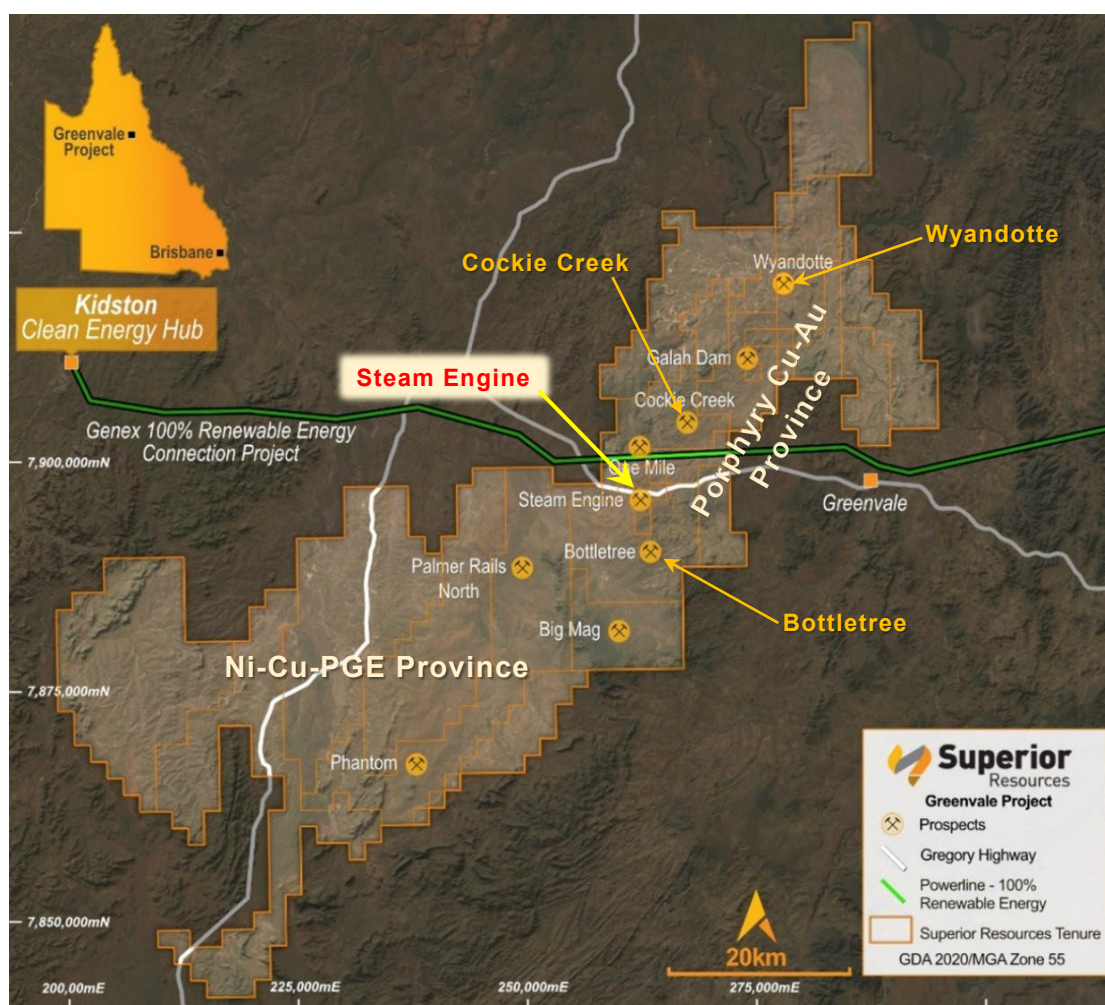 Greenvale
Project
Brisbane
Kidston
Clean Energy Hub
Wyandotte
Cockie Creek
Wyandotte
Steam Engine
Galah Dam
Cockie Creek
Porphyry Cu-Au
Province
Genex 100% Renewable Energy
Connection Project
7,900,000mN
One Mile
Steam Engine
Greenvale
Bottletree
Palmer Rails
North
Bottletree
Big Mag
Ni-Cu-PGE Province
7,875,000mN
Phantom
Superior
Resources
Greenvale Project
Prospects
Gregory Highway
Powerline - 100%
Renewable Energy
Superior Resources Tenure
GDA 2020/MGA Zone 55
7,850,000mN
20km
200,00mE
225,000mE
250,000mE
275,000mE